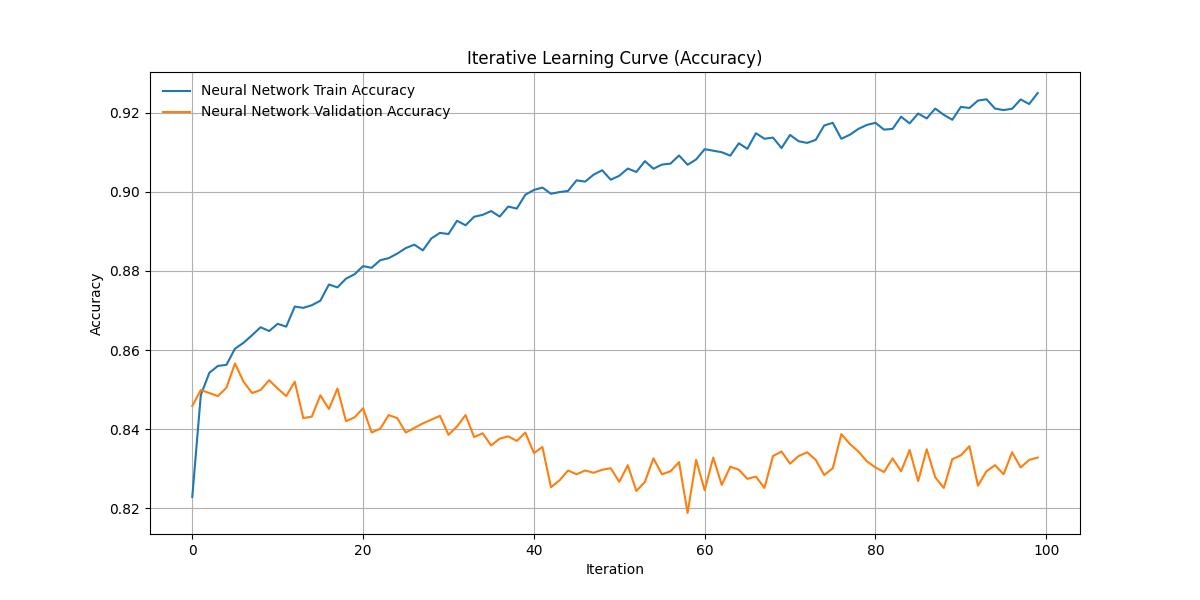 Iterative Learning Curve (Accuracy)
Neural Network Train Accuracy
Neural Network Validation Accuracy
Accuracy
0.92
0.90
0.88
0.86
0.84
0.82
0 20 40 60 80 100
Iteration